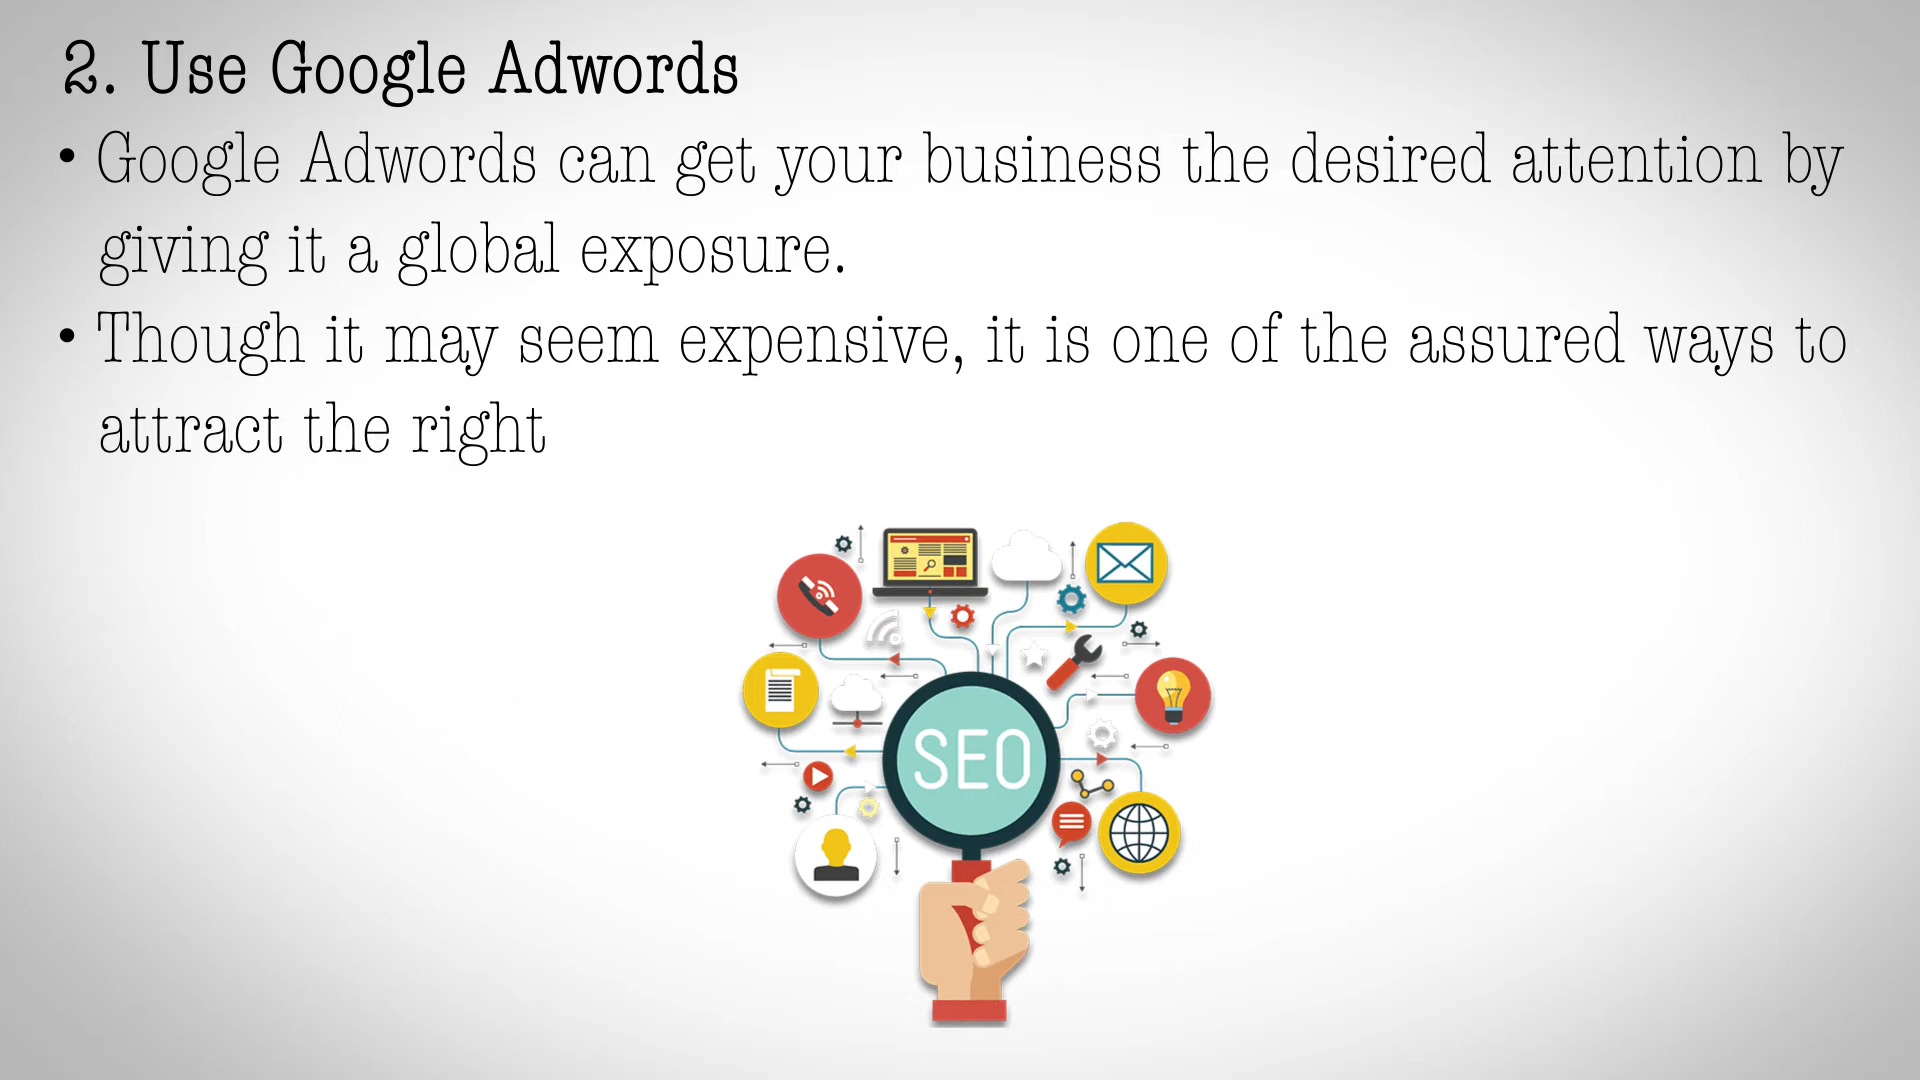 2. Use Google Adwords
• Google Adwords can get your business the desired attention by
giving it a global exposure.
• Though it may seem expensive, it is one of the assured ways to
attract the right
SEO